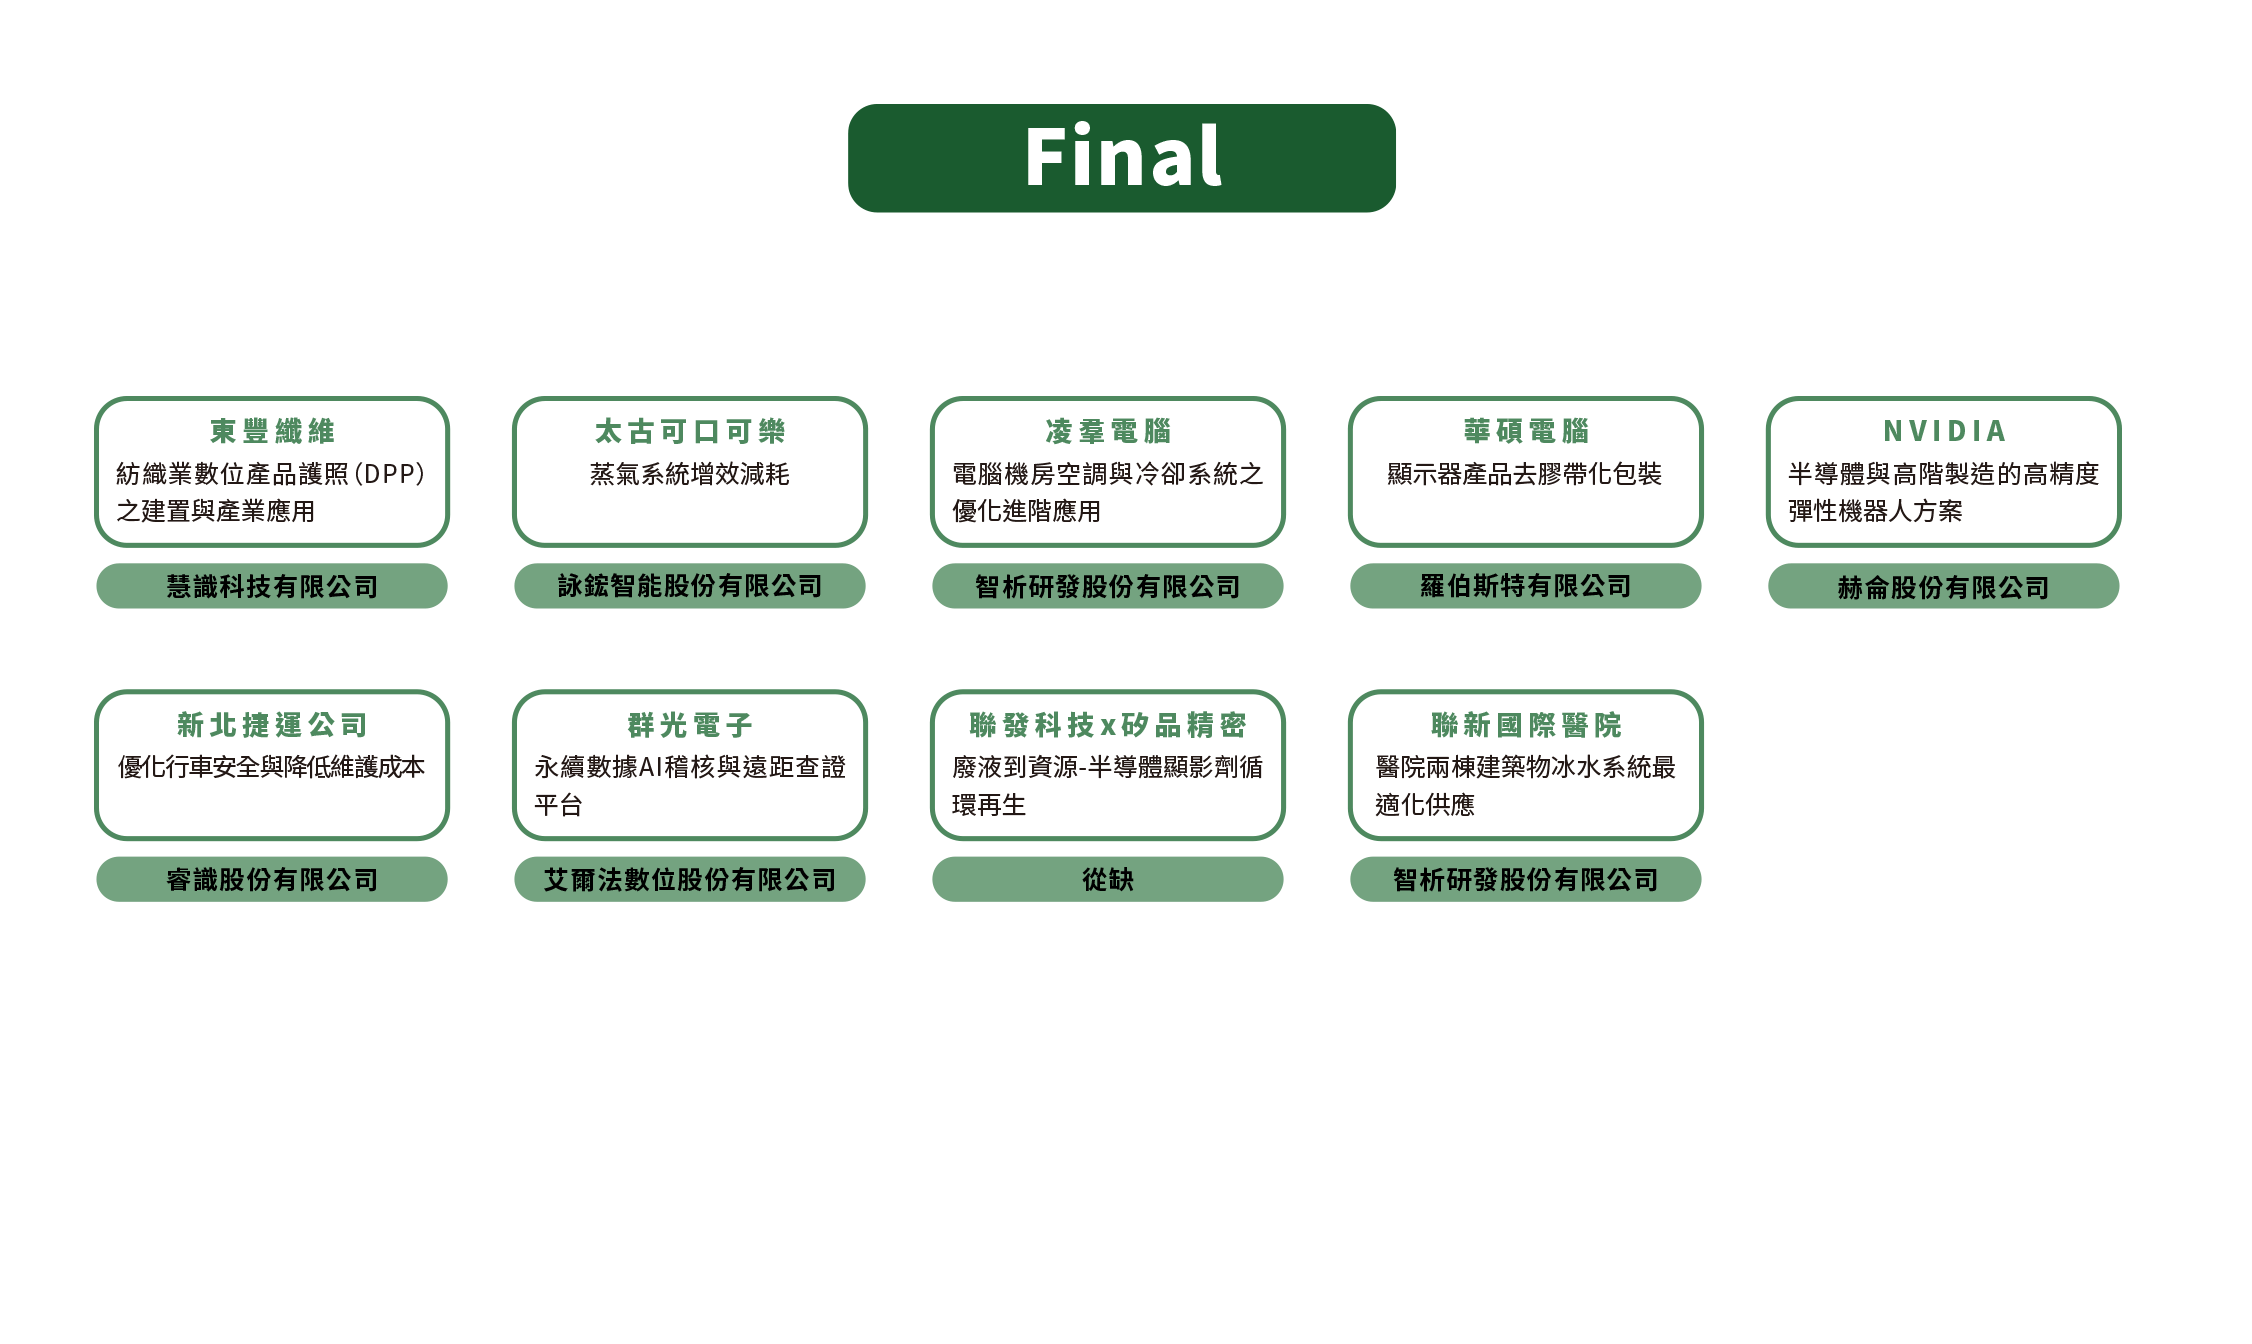 Final
東豐纖維
紡織業數位產品護照（DPP）
之建置與產業應用
慧識科技有限公司
太古可口可樂
蒸氣系統增效減耗
詠鋐智能股份有限公司
凌羣電腦
電腦機房空調與冷卻系統之
優化進階應用
智析研發股份有限公司
華碩電腦
顯示器產品去膠帶化包裝
羅伯斯特有限公司
NVIDIA
半導體與高階製造的高精度
彈性機器人方案
赫侖股份有限公司
新北捷運公司
優化行車安全與降低維護成本
睿識股份有限公司
群光電子
永續數據AI稽核與遠距查證
平台
艾爾法數位股份有限公司
聯發科技x矽品精密
廢液到資源-半導體顯影劑循
環再生
從缺
聯新國際醫院
醫院兩棟建築物冰水系統最
適化供應
智析研發股份有限公司